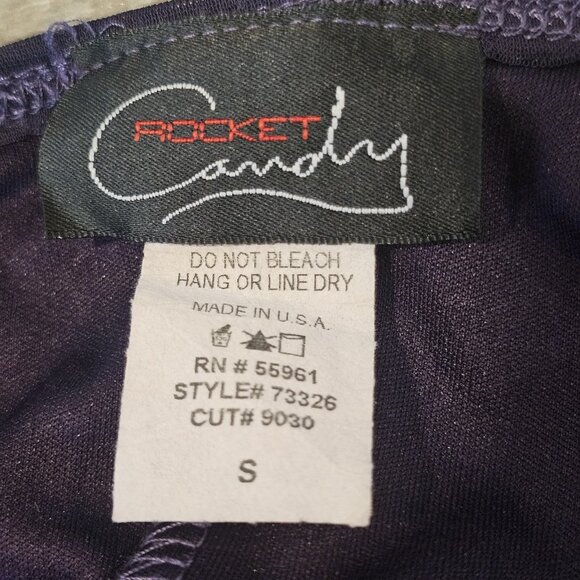 ROCKET
Candy
DO NOT BLEACH
HANG OR LINE DRY
MADE IN U.S.A.
RN # 55961
STYLE# 73326
CUT# 9030
S